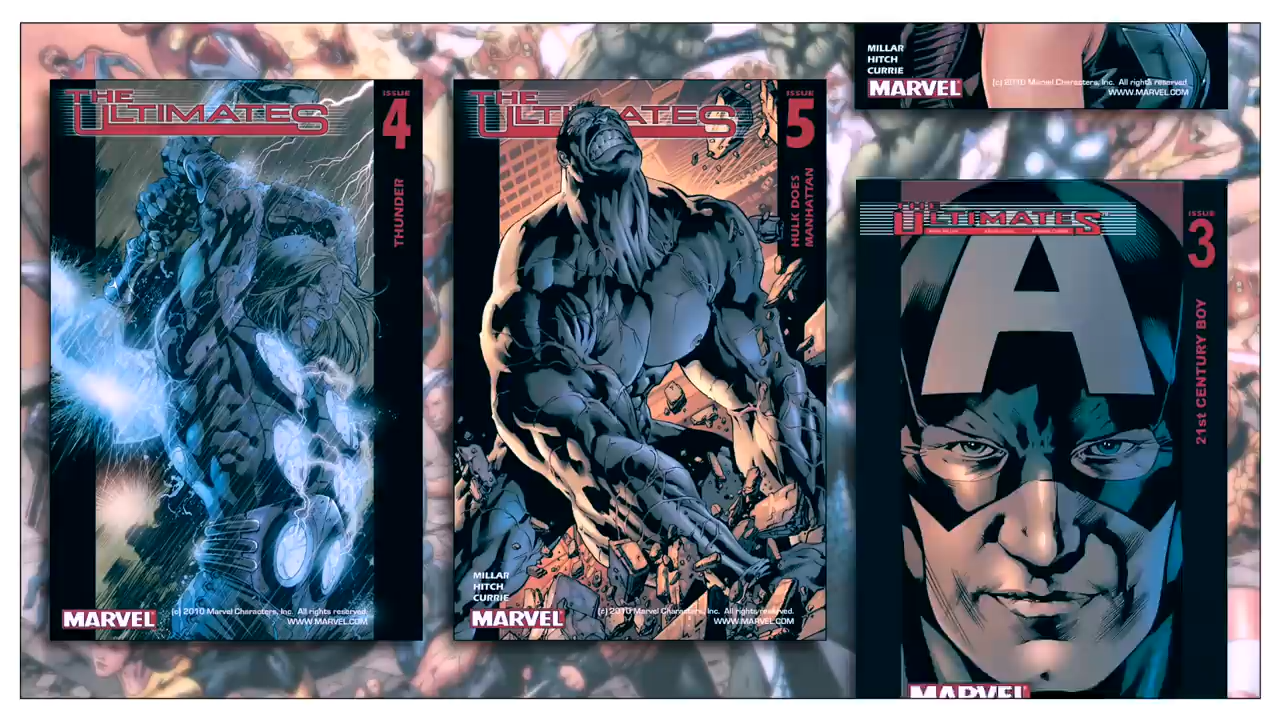 THE
ULTIMATES
ISSUE
4
THUNDER
MARVEL
(c) 2010 Marvel Characters, Inc. All rights reserved.
WWW.MARVEL.COM
THE
ULTIMATES
ISSUE
5
HULK DOES
MANHATTAN
MILLAR
HITCH
CURRIE
MARVEL
(c) 2010 Marvel Characters, Inc. All rights reserved.
WWW.MARVEL.COM
MILLAR
HITCH
CURRIE
MARVEL
(c) 2010 Marvel Characters, Inc. All rights reserved.
WWW.MARVEL.COM
THE
ULTIMATES™
ISSUE
3
21st CENTURY BOY
MARVEL